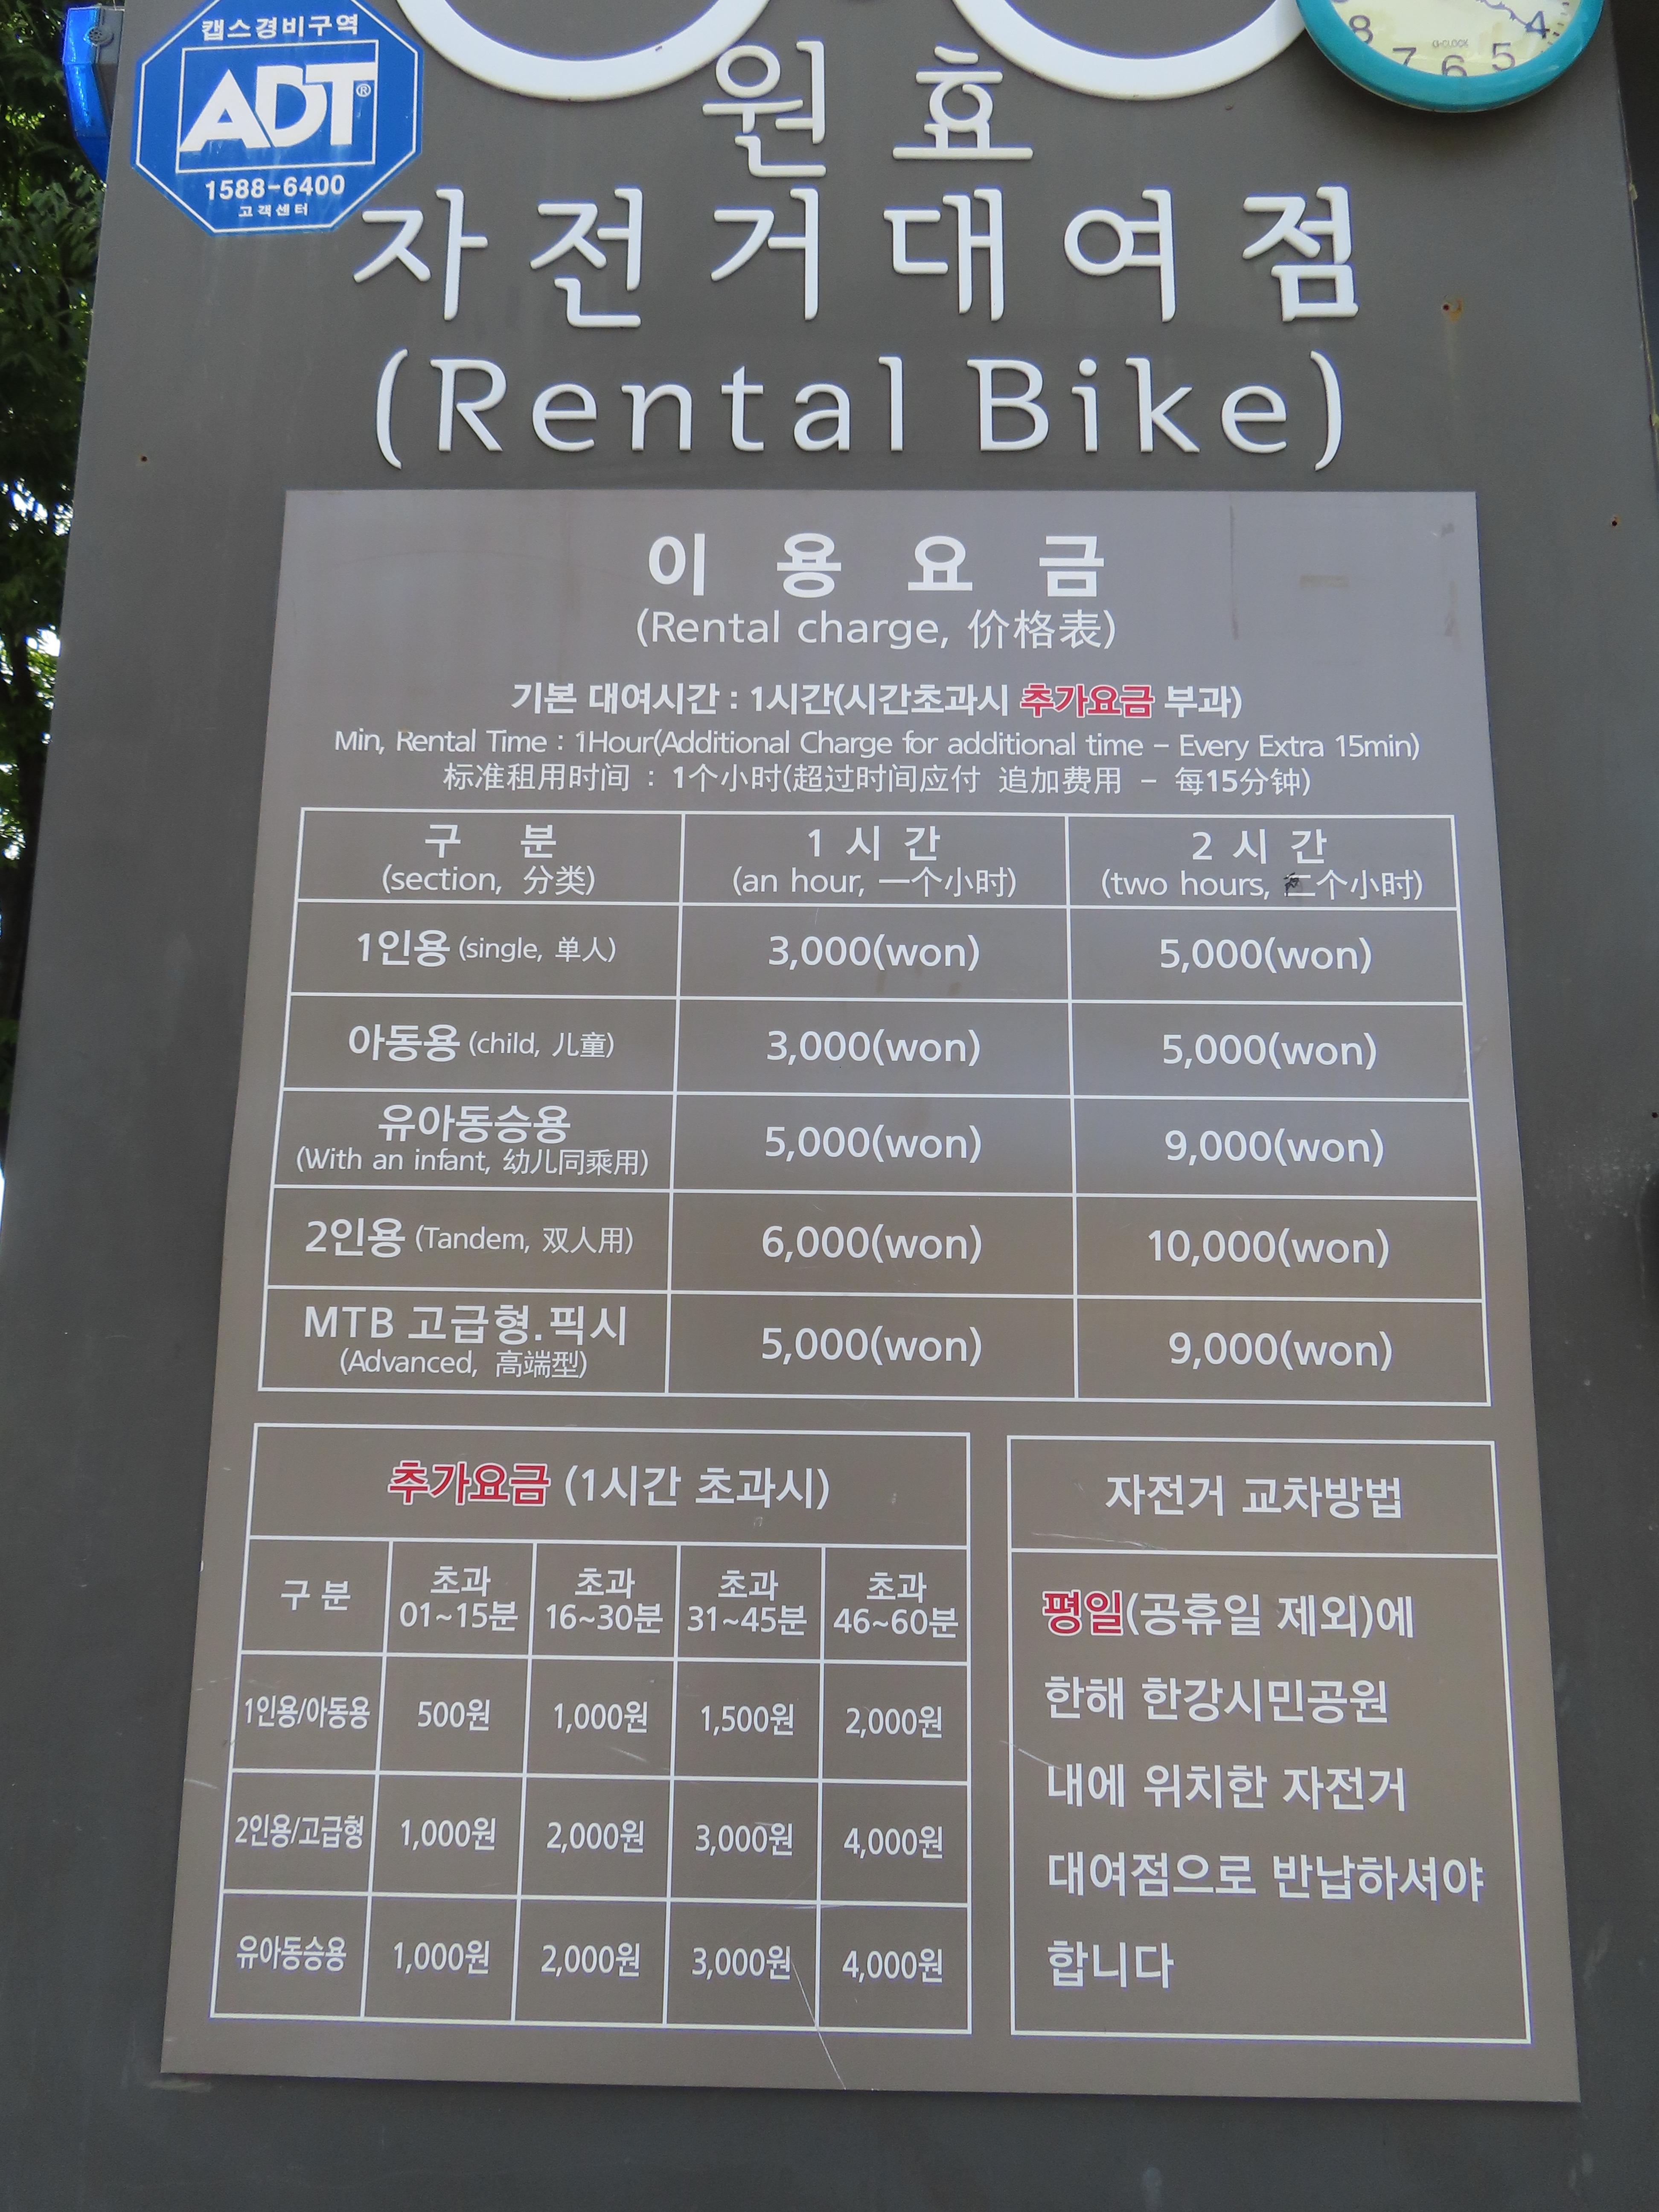 캡스경비구역
ADT®
1588-6400
고객센터
8 7 6 5 4
O-CLOCK
원효
자전거대여점
(Rental Bike)
이용요금
(Rental charge, 价格表)
기본 대여시간 : 1시간(시간초과시 추가요금 부과)
Min, Rental Time : 1Hour(Additional Charge for additional time - Every Extra 15min)
标准租用时间 : 1个小时(超过时间应付 追加费用 - 每15分钟)
구 분 1 시 간 2 시 간
(section, 分类) (an hour, 一个小时) (two hours, 二个小时)
1인용 (single, 单人) 3,000(won) 5,000(won)
아동용 (child, 儿童) 3,000(won) 5,000(won)
유아동승용
(With an infant, 幼儿同乘用) 5,000(won) 9,000(won)
2인용 (Tandem, 双人用) 6,000(won) 10,000(won)
MTB 고급형.픽시
(Advanced, 高端型) 5,000(won) 9,000(won)
추가요금 (1시간 초과시)
구 분 초과 초과 초과 초과
01~15분 16~30분 31~45분 46~60분
1인용/아동용 500원 1,000원 1,500원 2,000원
2인용/고급형 1,000원 2,000원 3,000원 4,000원
유아동승용 1,000원 2,000원 3,000원 4,000원
자전거 교차방법
평일(공휴일 제외)에
한해 한강시민공원
내에 위치한 자전거
대여점으로 반납하셔야
합니다